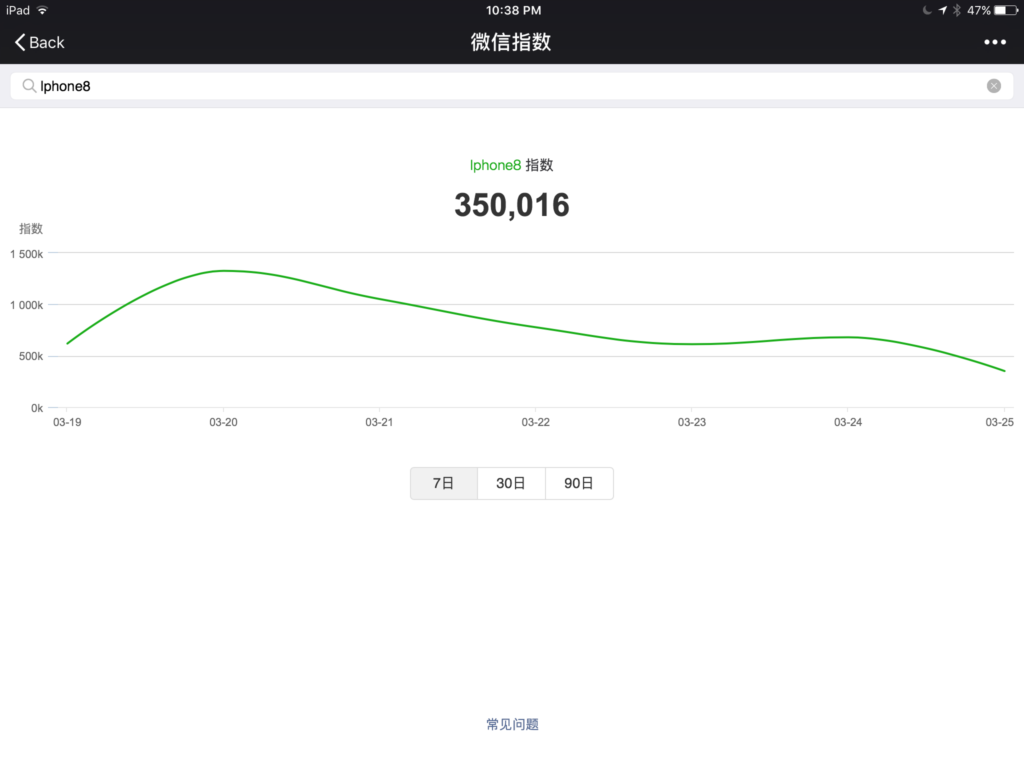 iPad 10:38 PM 47%
Back 微信指数
Iphone8
Iphone8 指数
350,016
指数
1 500k
1 000k
500k
0k
03-19 03-20 03-21 03-22 03-23 03-24 03-25
7日 30日 90日
常见问题